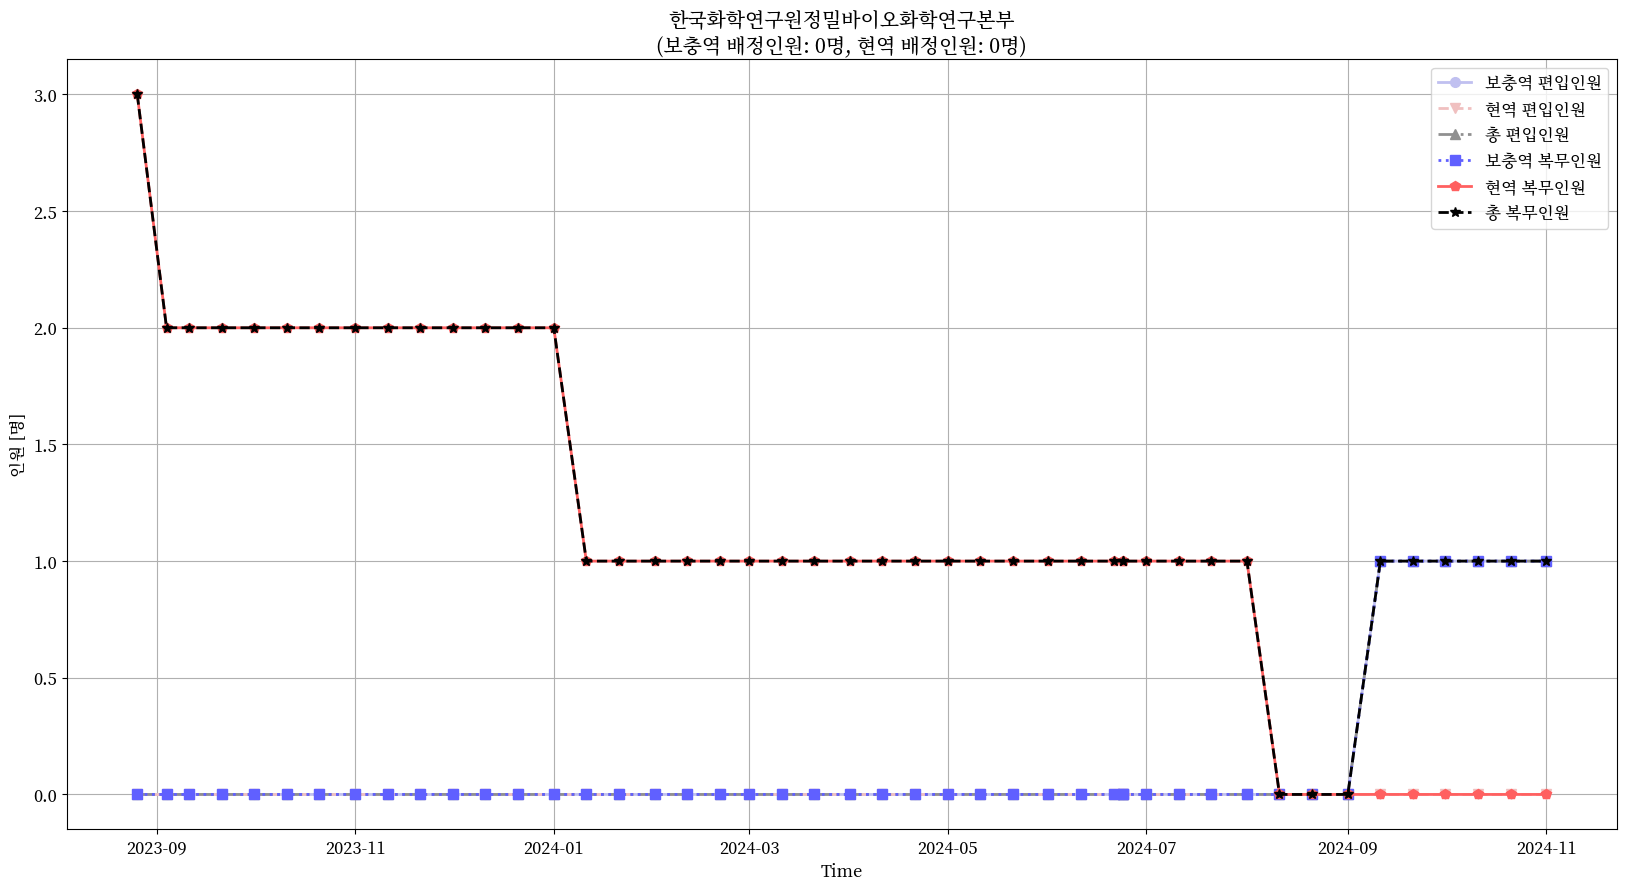 한국화학연구원정밀바이오화학연구본부
(보충역 배정인원: 0명, 현역 배정인원: 0명)
보충역 편입인원
현역 편입인원
총 편입인원
보충역 복무인원
현역 복무인원
총 복무인원
3.0
2.5
2.0
1.5
1.0
0.5
0.0
인원 [명]
2023-09 2023-11 2024-01 2024-03 2024-05 2024-07 2024-09 2024-11
Time